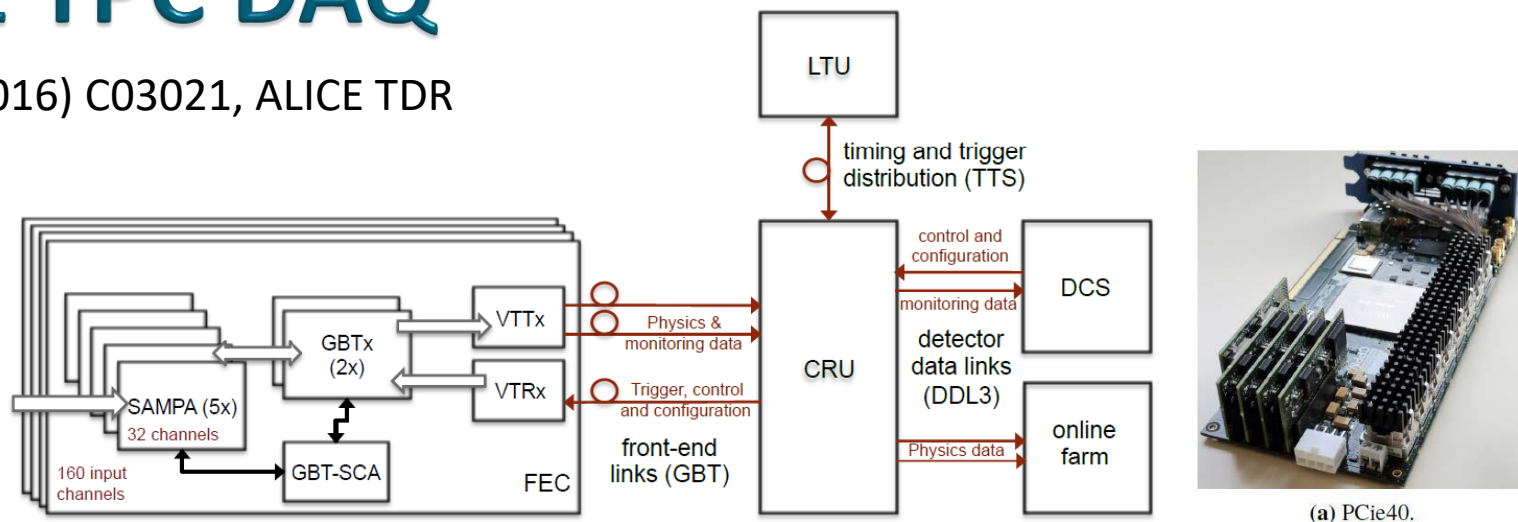 TPC DAQ
016) C03021, ALICE TDR
LTU
timing and trigger
distribution (TTS)
SAMPA (5x)
32 channels
160 input
channels
GBTx
(2x)
GBT-SCA
VTTx
VTRx
FEC
Physics &
monitoring data
Trigger, control
and configuration
front-end
links (GBT)
CRU
control and
configuration
monitoring data
detector
data links
(DDL3)
Physics data
DCS
online
farm
(a) PCie40.